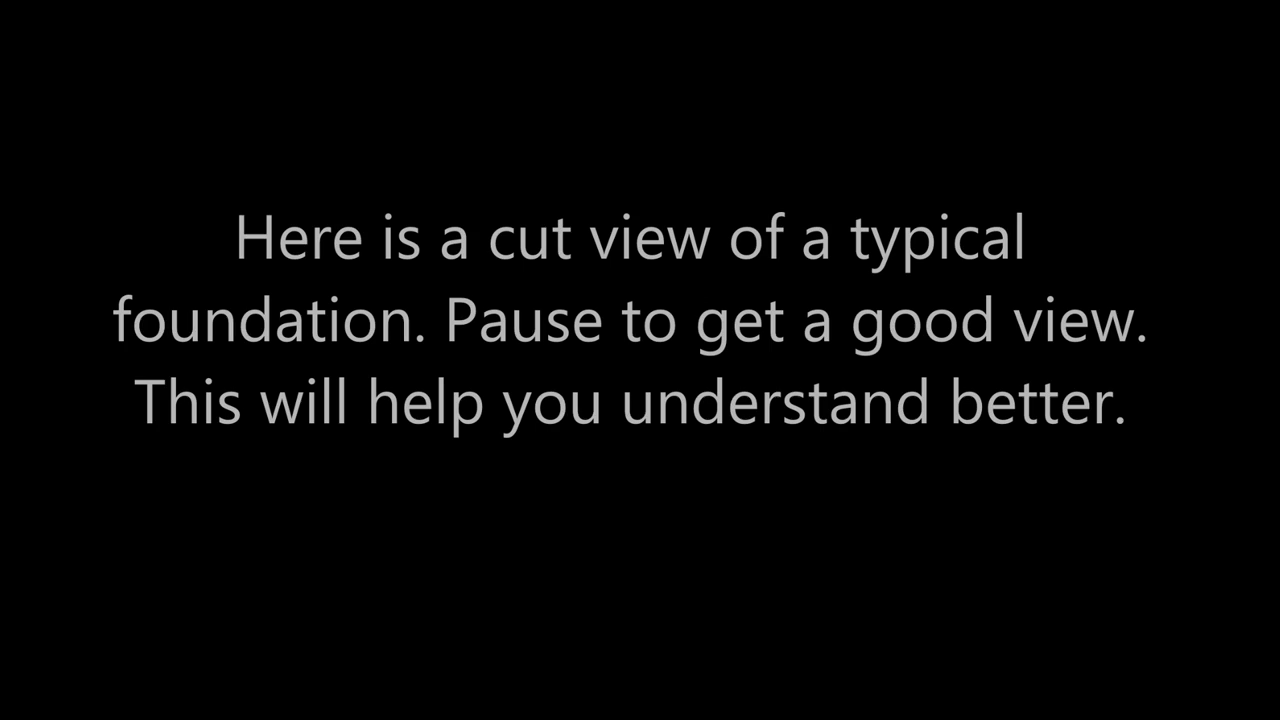 Here is a cut view of a typical
foundation. Pause to get a good view.
This will help you understand better.